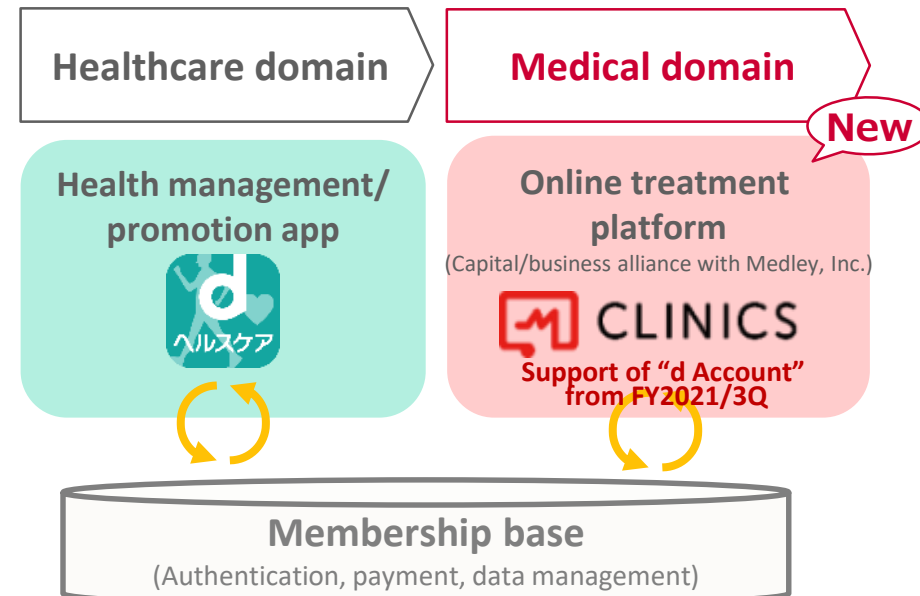 Healthcare domain
Medical domain
New
Health management/
promotion app
d
ヘルスケア
Online treatment
platform
(Capital/business alliance with Medley, Inc.)
CLINICS
Support of “d Account”
from FY2021/3Q
Membership base
(Authentication, payment, data management)